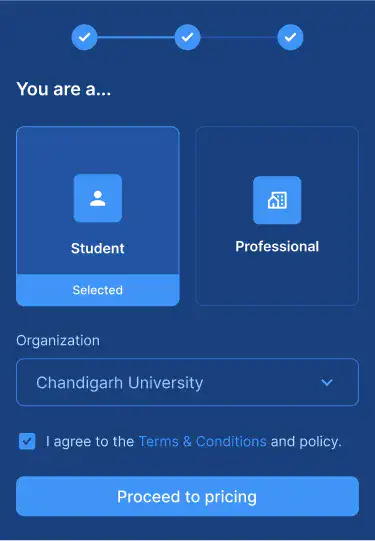 You are a...
Student
Professional
Selected
Organization
Chandigarh University
I agree to the Terms & Conditions and policy.
Proceed to pricing